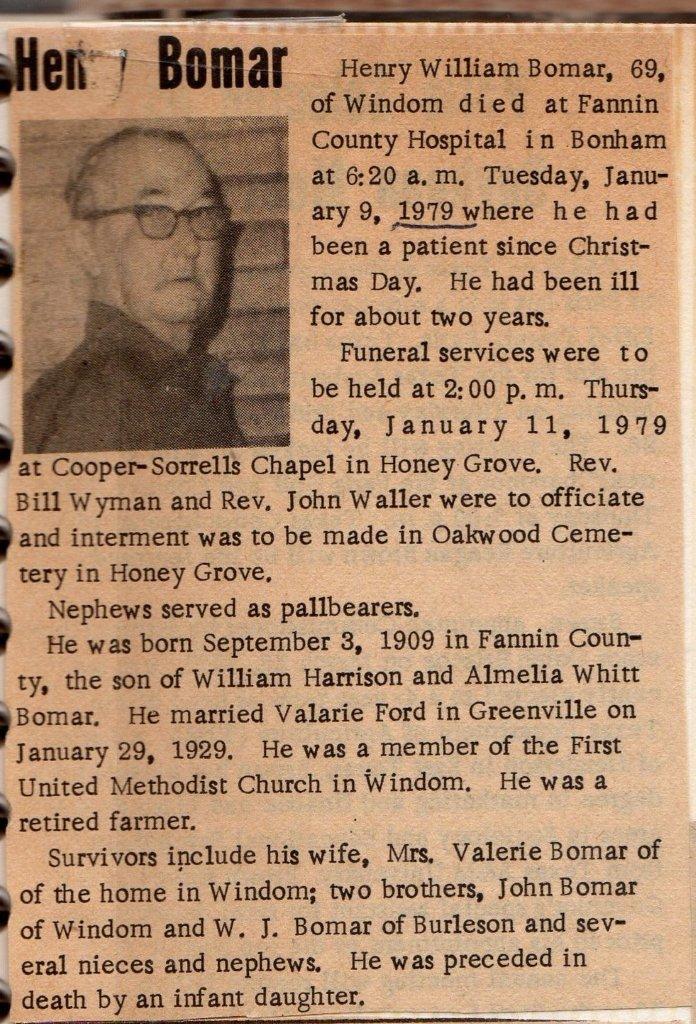 Henry Bomar
Henry William Bomar, 69,
of Windom died at Fannin
County Hospital in Bonham
at 6:20 a. m. Tuesday, Janu-
ary 9, 1979 where he had
been a patient since Christ-
mas Day. He had been ill
for about two years.
Funeral services were to
be held at 2:00 p. m. Thurs-
day, January 11, 1979
at Cooper-Sorrells Chapel in Honey Grove. Rev.
Bill Wyman and Rev. John Waller were to officiate
and interment was to be made in Oakwood Ceme-
tery in Honey Grove.
Nephews served as pallbearers.
He was born September 3, 1909 in Fannin Coun-
ty, the son of William Harrison and Almelia Whitt
Bomar. He married Valarie Ford in Greenville on
January 29, 1929. He was a member of the First
United Methodist Church in Windom. He was a
retired farmer.
Survivors include his wife, Mrs. Valerie Bomar of
of the home in Windom; two brothers, John Bomar
of Windom and W. J. Bomar of Burleson and sev-
eral nieces and nephews. He was preceded in
death by an infant daughter.